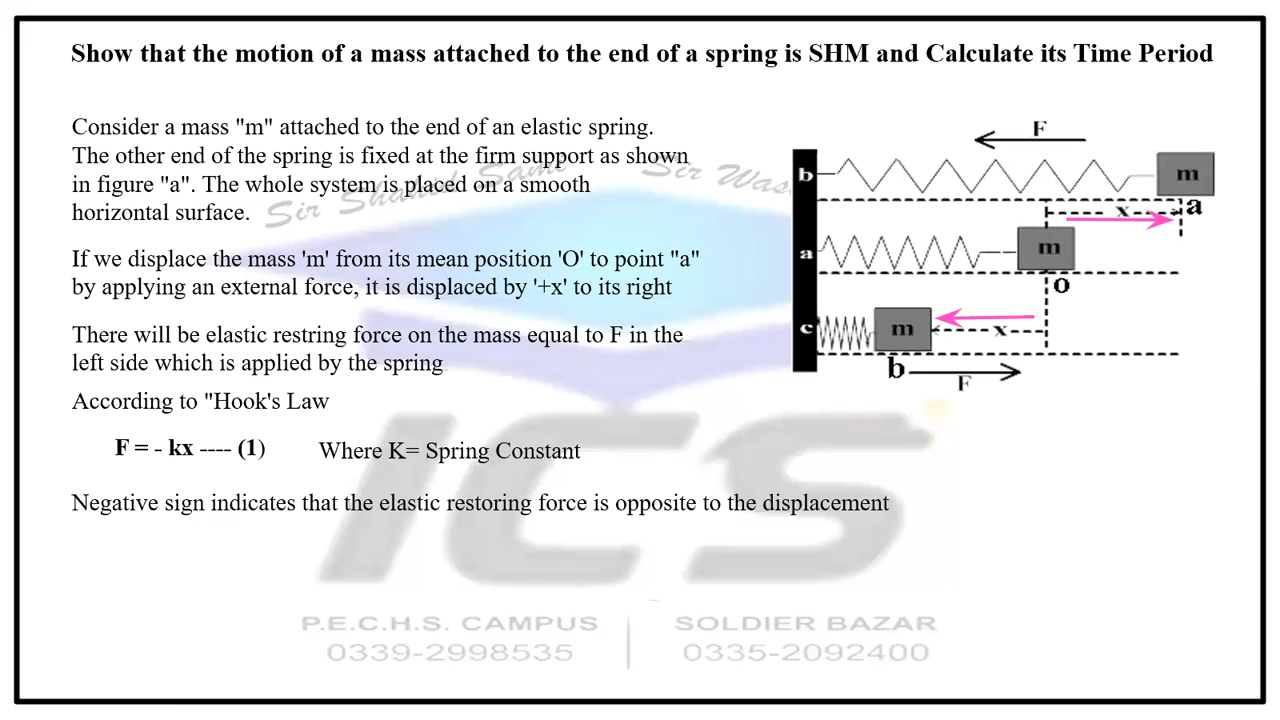 Show that the motion of a mass attached to the end of a spring is SHM and Calculate its Time Period
Consider a mass "m" attached to the end of an elastic spring.
The other end of the spring is fixed at the firm support as shown
in figure "a". The whole system is placed on a smooth
horizontal surface.
If we displace the mass 'm' from its mean position 'O' to point "a"
by applying an external force, it is displaced by '+x' to its right
There will be elastic restring force on the mass equal to F in the
left side which is applied by the spring
According to "Hook's Law
F = - kx ---- (1) Where K= Spring Constant
Negative sign indicates that the elastic restoring force is opposite to the displacement
F
b
m
x
a
a
m
o
c
m
x
b
F
Sir Shahid Sami
Sir
ICS
P.E.C.H.S. CAMPUS
0339-2998535
SOLDIER BAZAR
0335-2092400